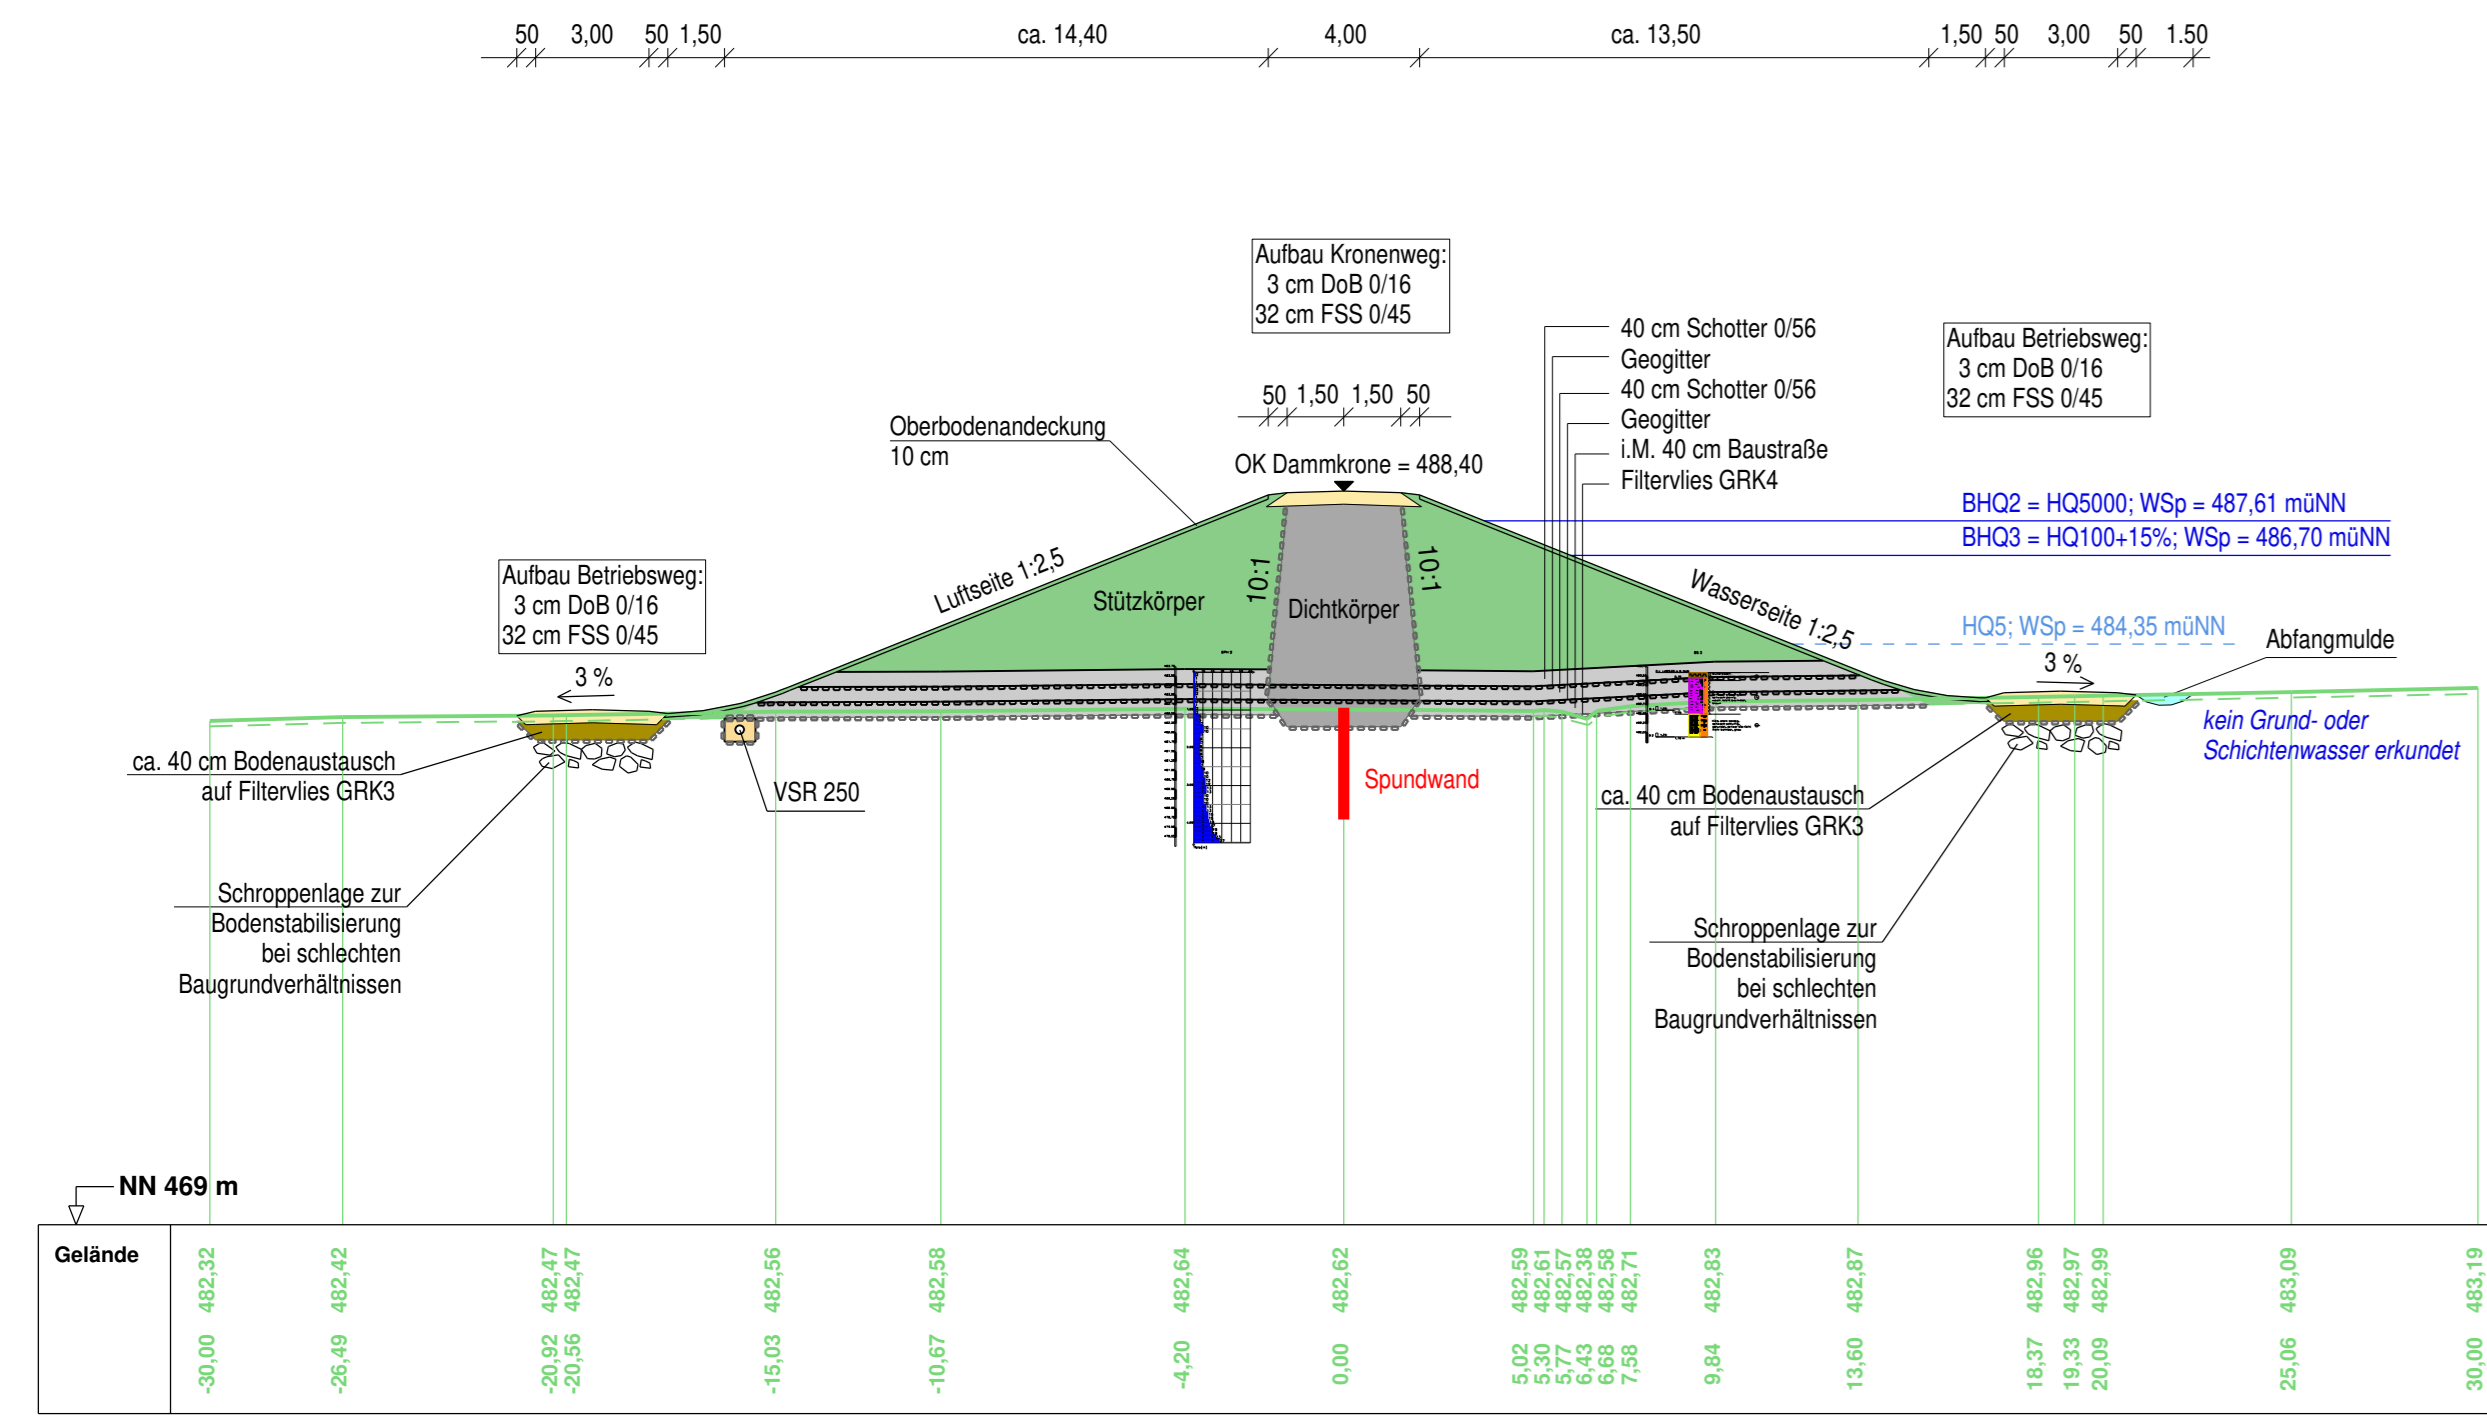 50 3,00 50 1,50 ca. 14,40 4,00 ca. 13,50 1,50 50 3,00 50 1.50
Aufbau Kronenweg:
3 cm DoB 0/16
32 cm FSS 0/45
40 cm Schotter 0/56
Geogitter
40 cm Schotter 0/56
Geogitter
i.M. 40 cm Baustraße
Filtervlies GRK4
Aufbau Betriebsweg:
3 cm DoB 0/16
32 cm FSS 0/45
50 1,50 1,50 50
Oberbodenandeckung
10 cm
OK Dammkrone = 488,40
BHQ2 = HQ5000; WSp = 487,61 müNN
BHQ3 = HQ100+15%; WSp = 486,70 müNN
HQ5; WSp = 484,35 müNN
Abfangmulde
Aufbau Betriebsweg:
3 cm DoB 0/16
32 cm FSS 0/45
Luftseite 1:2,5
Stützkörper
10:1
Dichtkörper
10:1
Wasserseite 1:2,5
3 %
3 %
kein Grund- oder
Schichtenwasser erkundet
ca. 40 cm Bodenaustausch
auf Filtervlies GRK3
VSR 250
Spundwand
ca. 40 cm Bodenaustausch
auf Filtervlies GRK3
Schroppenlage zur
Bodenstabilisierung
bei schlechten
Baugrundverhältnissen
Schroppenlage zur
Bodenstabilisierung
bei schlechten
Baugrundverhältnissen
NN 469 m
Gelände
482,32 482,42 482,47 482,47 482,56 482,58 482,64 482,62 482,59 482,61 482,57 482,38 482,58 482,71 482,83 482,87 482,96 482,97 482,99 483,09 483,19
-30,00 -26,49 -20,92 -20,56 -15,03 -10,67 -4,20 0,00 5,02 5,30 5,77 6,43 6,68 7,58 9,84 13,60 18,37 19,33 20,09 25,06 30,00